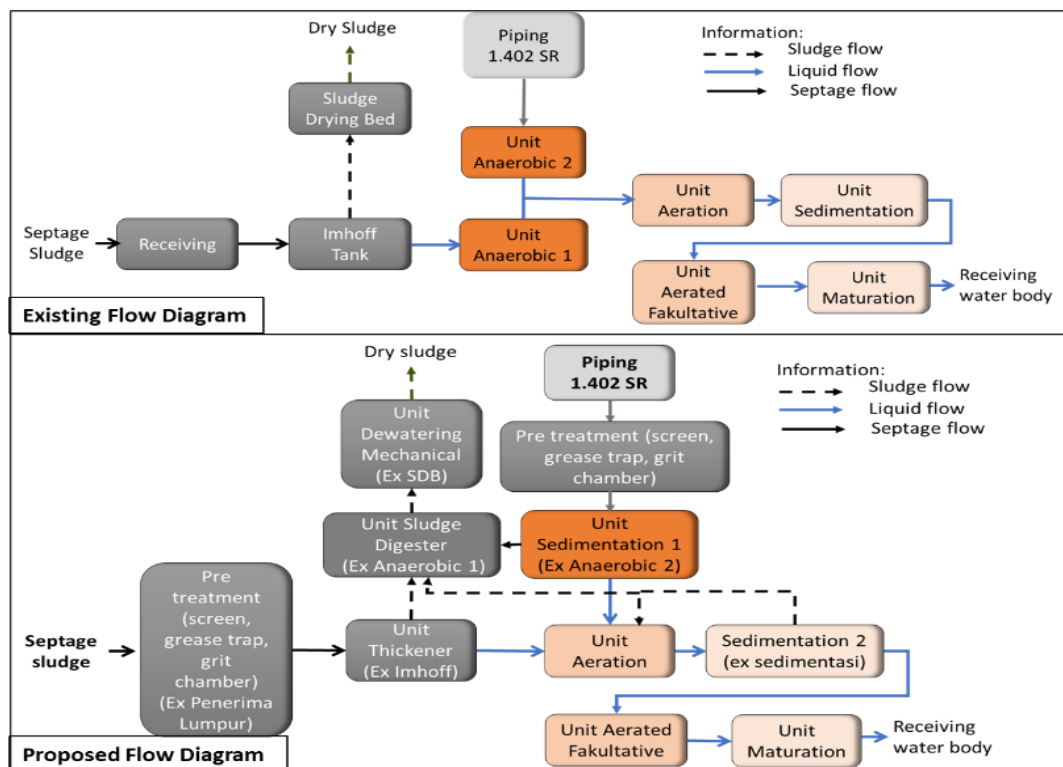 Dry Sludge
Piping
1.402 SR
Information:
Sludge flow
Liquid flow
Septage flow
Sludge
Drying Bed
Unit
Anaerobic 2
Unit
Aeration
Unit
Sedimentation
Septage
Sludge
Receiving
Imhoff
Tank
Unit
Anaerobic 1
Unit
Aerated
Fakultative
Unit
Maturation
Receiving
water body
Existing Flow Diagram
Dry sludge
Piping
1.402 SR
Information:
Sludge flow
Liquid flow
Septage flow
Unit
Dewatering
Mechanical
(Ex SDB)
Pre treatment (screen,
grease trap, grit
chamber)
Unit Sludge
Digester
(Ex Anaerobic 1)
Unit
Sedimentation 1
(Ex Anaerobic 2)
Septage
sludge
Pre
treatment
(screen,
grease trap,
grit
chamber)
(Ex Penerima
Lumpur)
Unit
Thickener
(Ex Imhoff)
Unit
Aeration
Sedimentation 2
(ex sedimentasi)
Unit Aerated
Fakultative
Unit
Maturation
Receiving
water body
Proposed Flow Diagram